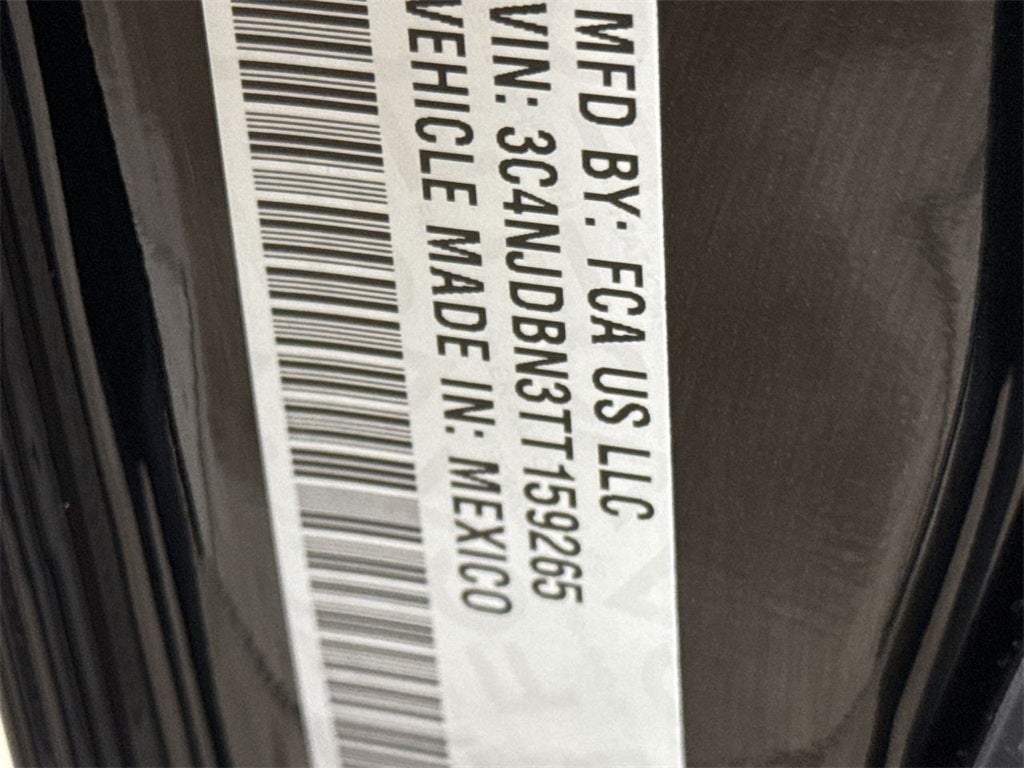 MFD BY: FCA US LLC
VIN: 3C4NJDBN3TT159265
VEHICLE MADE IN: MEXICO